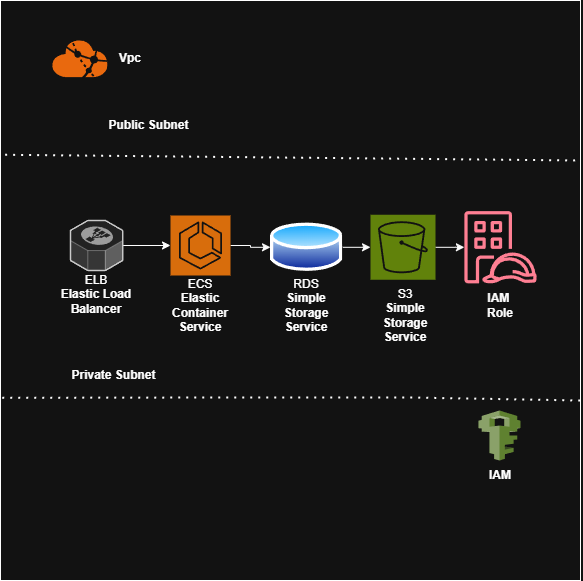 Vpc
Public Subnet
ELB
Elastic Load
Balancer
ECS
Elastic
Container
Service
RDS
Simple
Storage
Service
S3
Simple
Storage
Service
IAM
Role
Private Subnet
IAM